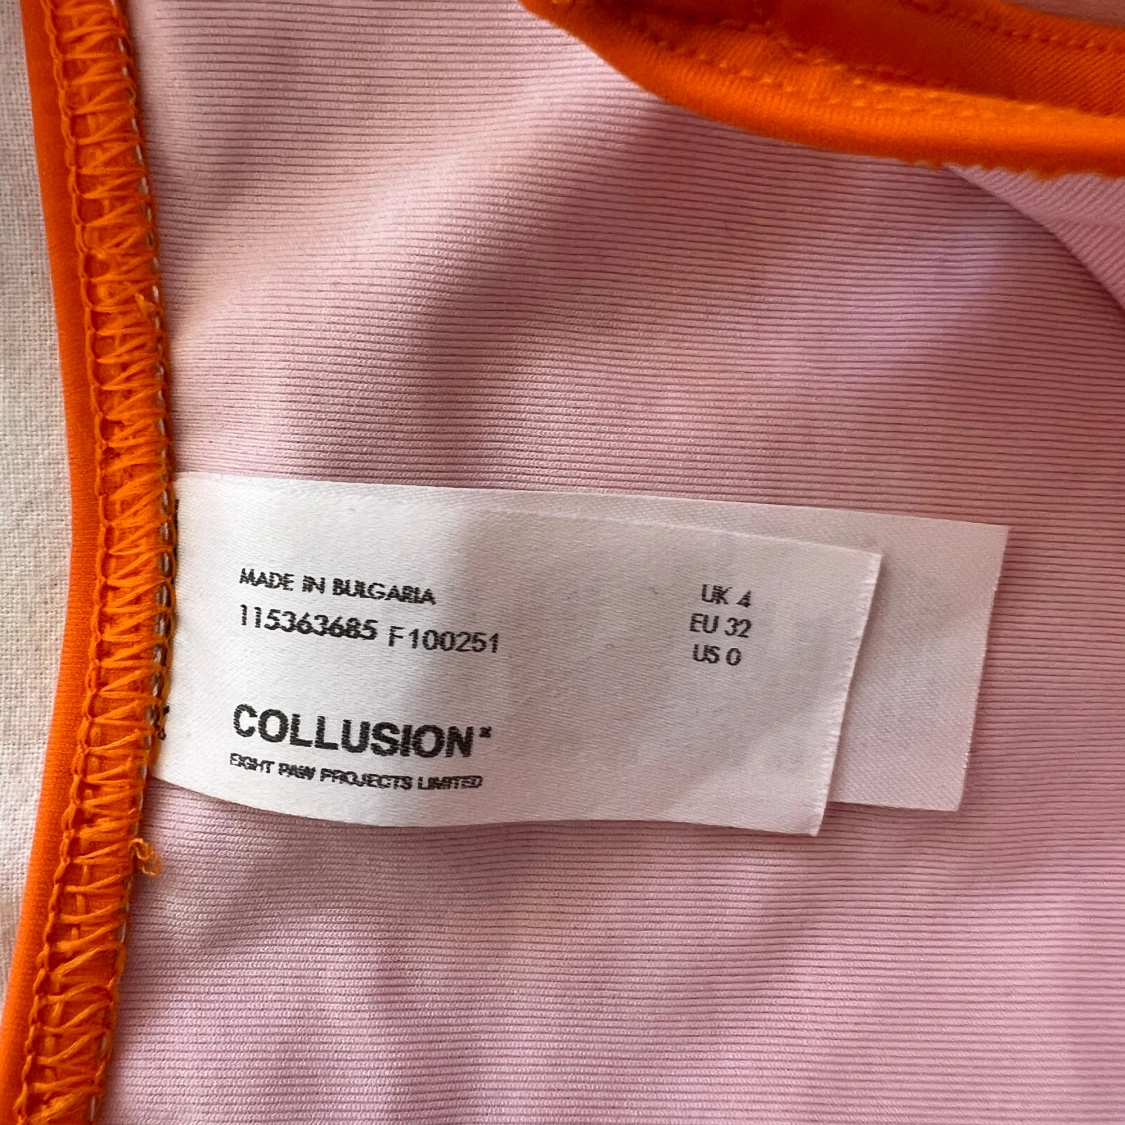 MADE IN BULGARIA
115363685 F100251
UK 4
EU 32
US 0
COLLUSION*
EIGHT PAW PROJECTS LIMITED